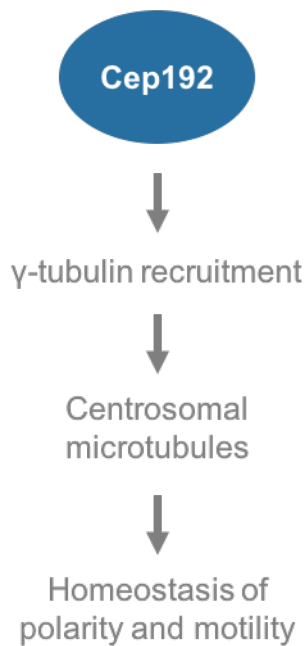 Cep192
γ-tubulin recruitment
Centrosomal
microtubules
Homeostasis of
polarity and motility